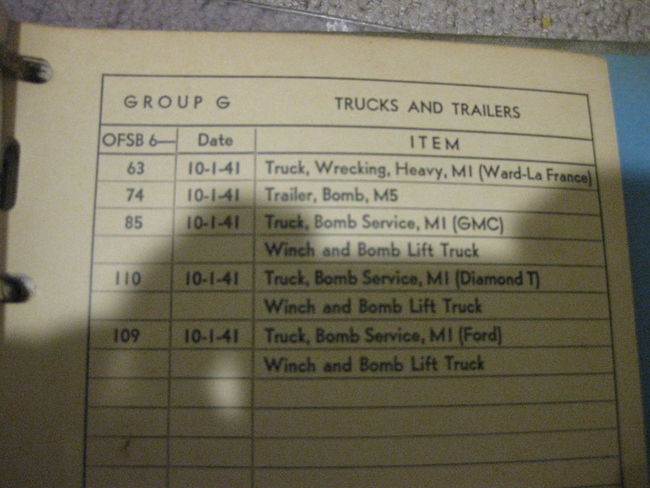 GROUP G TRUCKS AND TRAILERS
OFSB 6— Date ITEM
63 10-1-41 Truck, Wrecking, Heavy, M1 (Ward-La France)
74 10-1-41 Trailer, Bomb, M5
85 10-1-41 Truck, Bomb Service, M1 (GMC)
Winch and Bomb Lift Truck
110 10-1-41 Truck, Bomb Service, M1 (Diamond T)
Winch and Bomb Lift Truck
109 10-1-41 Truck, Bomb Service, M1 (Ford)
Winch and Bomb Lift Truck